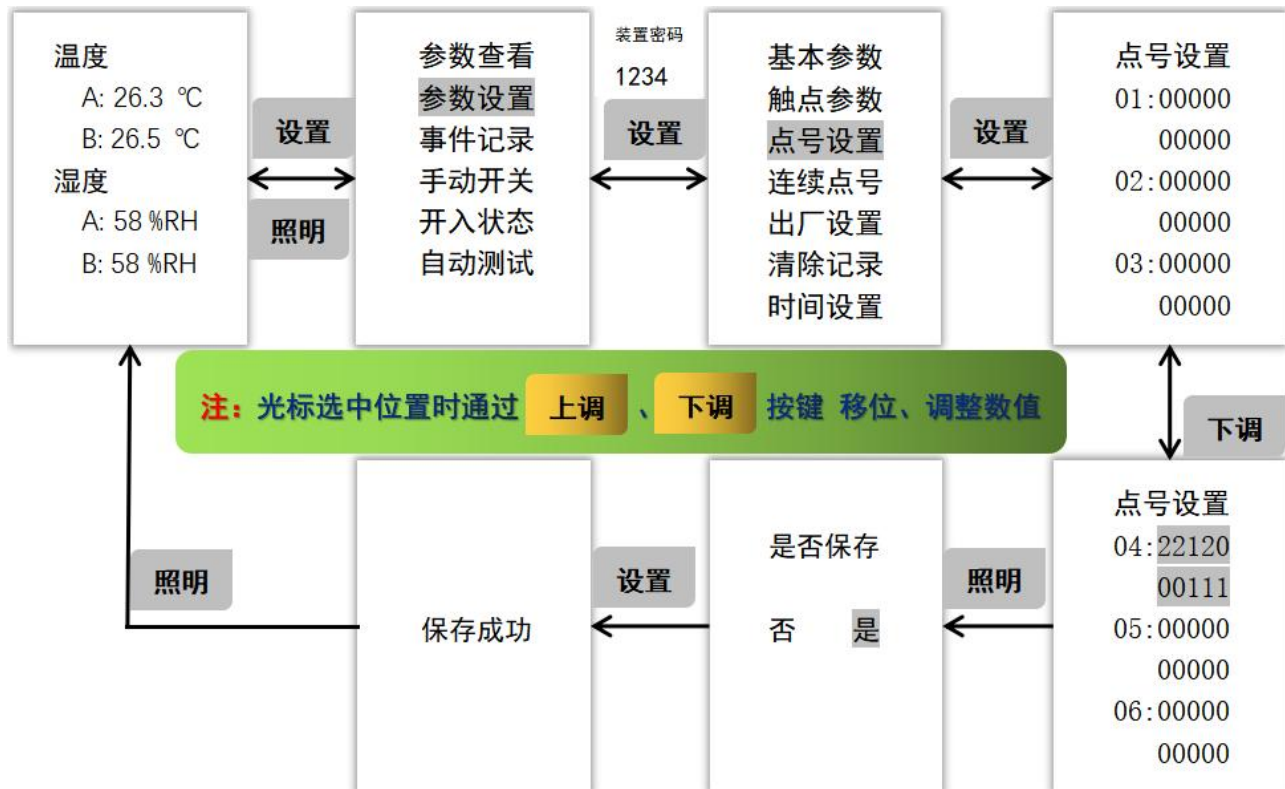 温度
A: 26.3 ℃
B: 26.5 ℃
湿度
A: 58 %RH
B: 58 %RH
设置
照明
参数查看
参数设置
事件记录
手动开关
开入状态
自动测试
装置密码
1234
设置
基本参数
触点参数
点号设置
连续点号
出厂设置
清除记录
时间设置
设置
点号设置
01:00000
00000
02:00000
00000
03:00000
00000
注：光标选中位置时通过 上调 、 下调 按键 移位、调整数值
下调
点号设置
04:22120
00111
05:00000
00000
06:00000
00000
照明
是否保存
否 是
设置
保存成功
照明